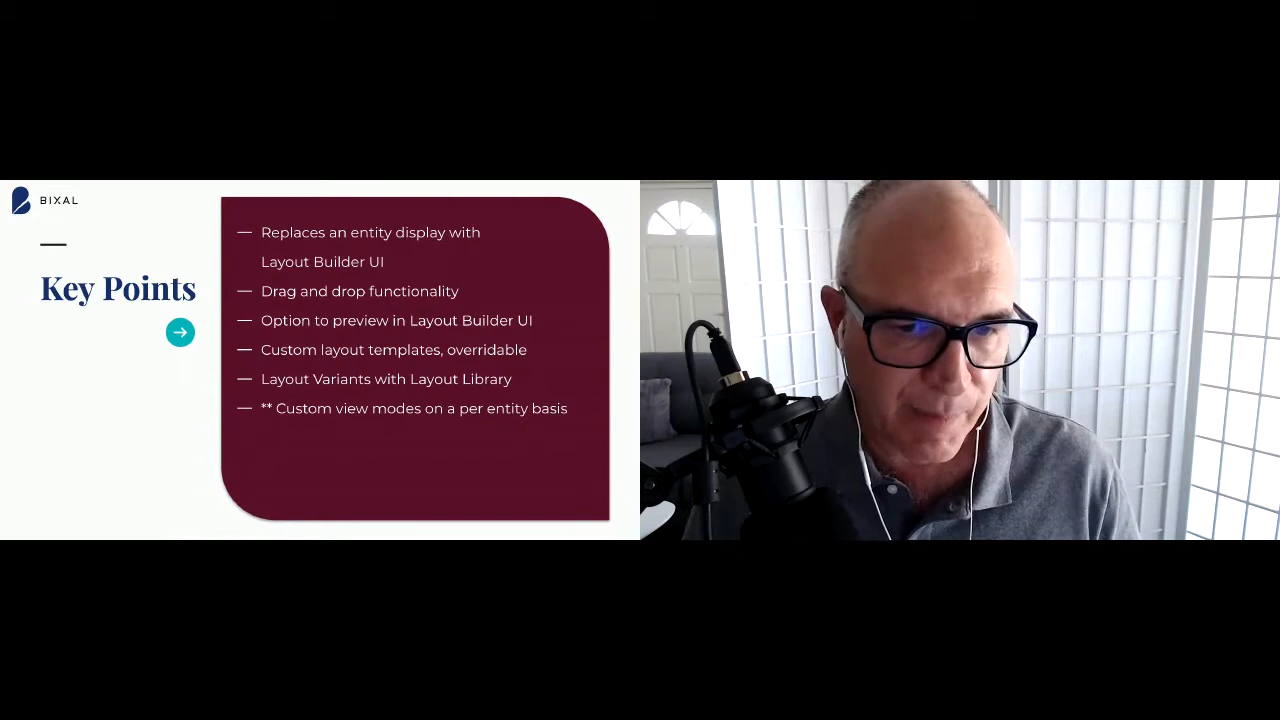 BIXAL
Key Points
— Replaces an entity display with
Layout Builder UI
— Drag and drop functionality
— Option to preview in Layout Builder UI
— Custom layout templates, overridable
— Layout Variants with Layout Library
— ** Custom view modes on a per entity basis